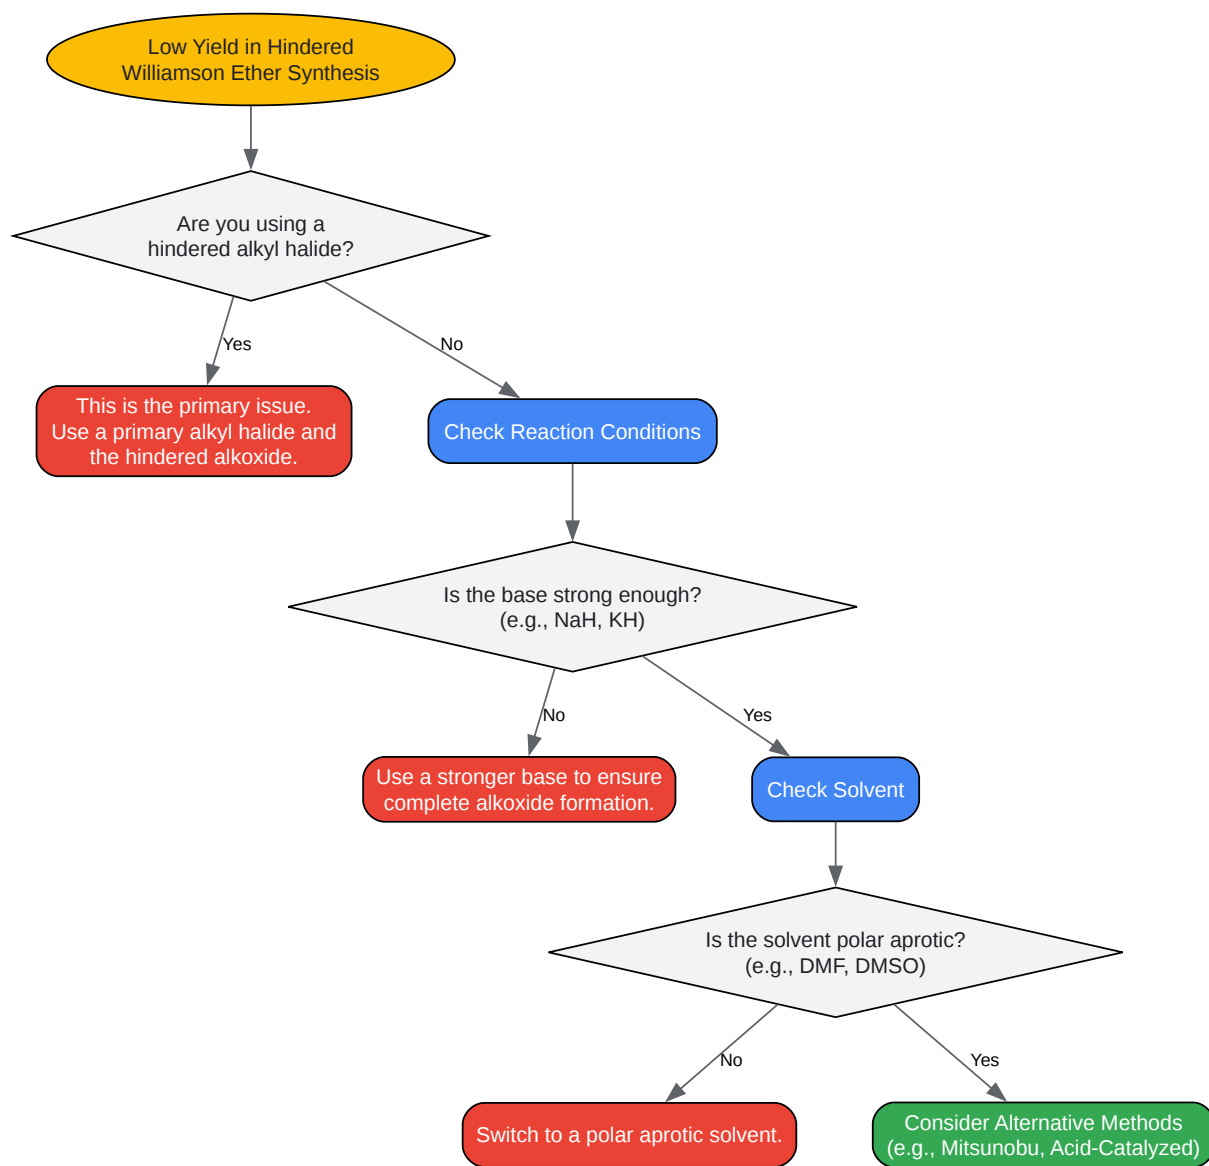 Low Yield in Hindered
Williamson Ether Synthesis
Are you using a
hindered alkyl halide?
Yes
No
This is the primary issue.
Use a primary alkyl halide and
the hindered alkoxide.
Check Reaction Conditions
Is the base strong enough?
(e.g., NaH, KH)
No
Yes
Use a stronger base to ensure
complete alkoxide formation.
Check Solvent
Is the solvent polar aprotic?
(e.g., DMF, DMSO)
No
Yes
Switch to a polar aprotic solvent.
Consider Alternative Methods
(e.g., Mitsunobu, Acid-Catalyzed)